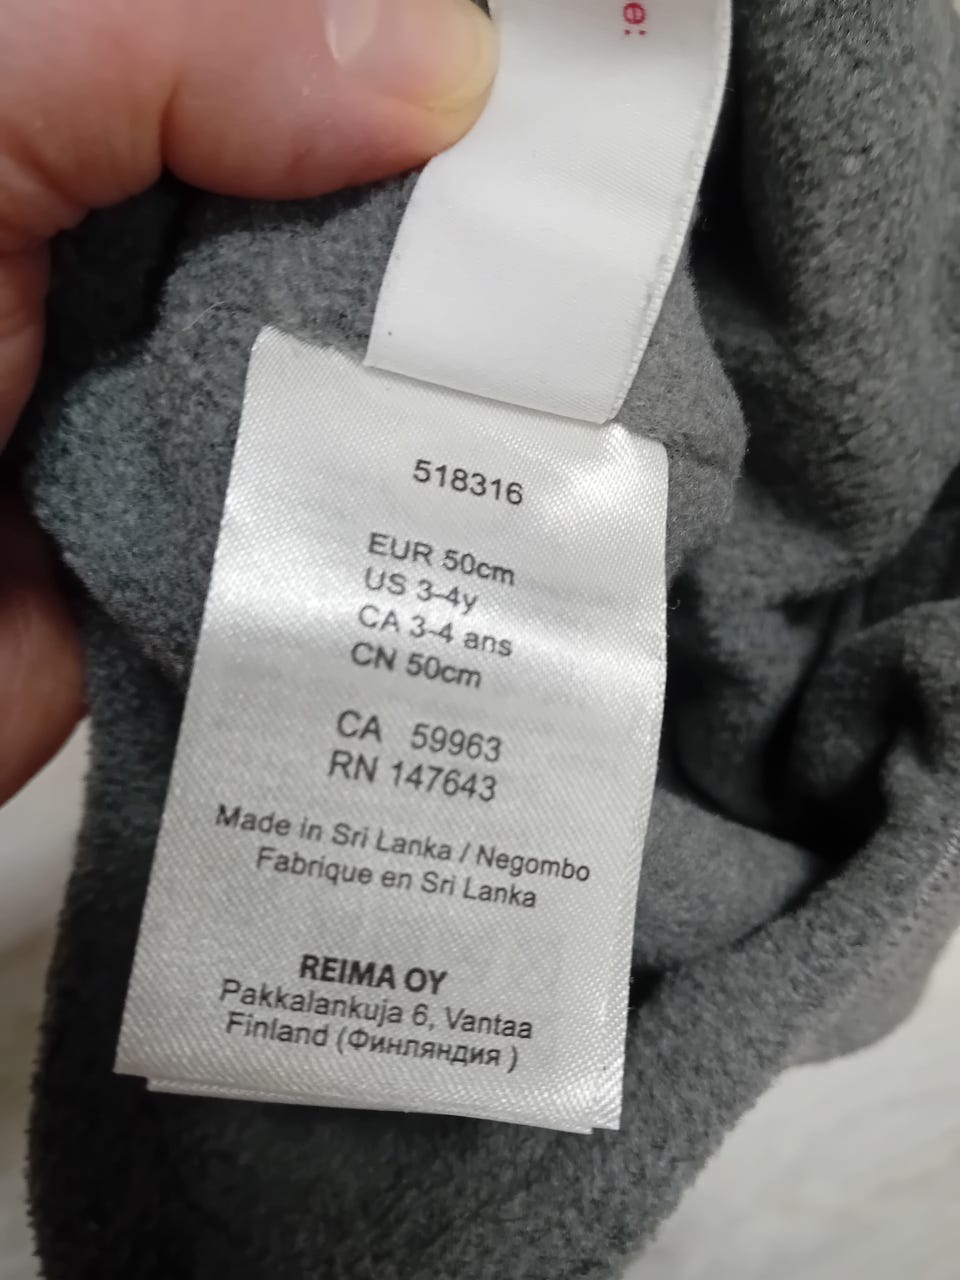 e:
518316
EUR 50cm
US 3-4y
CA 3-4 ans
CN 50cm
CA 59963
RN 147643
Made in Sri Lanka / Negombo
Fabrique en Sri Lanka
REIMA OY
Pakkalankuja 6, Vantaa
Finland (Финляндия )